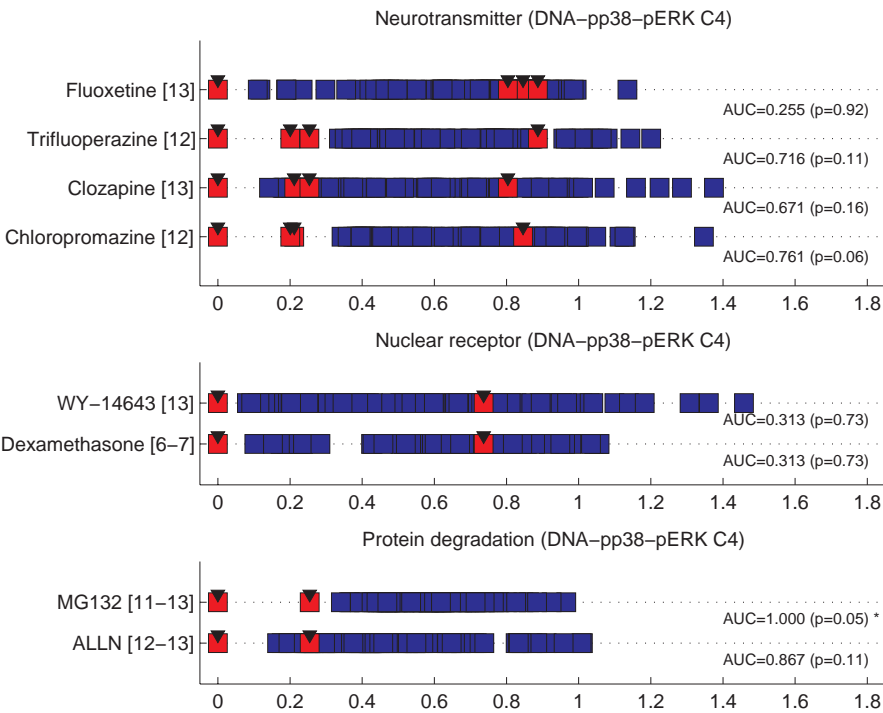 Neurotransmitter (DNA−pp38−pERK C4)
Fluoxetine [13]
AUC=0.255 (p=0.92)
Trifluoperazine [12]
AUC=0.716 (p=0.11)
Clozapine [13]
AUC=0.671 (p=0.16)
Chloropromazine [12]
AUC=0.761 (p=0.06)
0 0.2 0.4 0.6 0.8 1 1.2 1.4 1.6 1.8
Nuclear receptor (DNA−pp38−pERK C4)
WY−14643 [13]
AUC=0.313 (p=0.73)
Dexamethasone [6−7]
AUC=0.313 (p=0.73)
0 0.2 0.4 0.6 0.8 1 1.2 1.4 1.6 1.8
Protein degradation (DNA−pp38−pERK C4)
MG132 [11−13]
AUC=1.000 (p=0.05) *
ALLN [12−13]
AUC=0.867 (p=0.11)
0 0.2 0.4 0.6 0.8 1 1.2 1.4 1.6 1.8